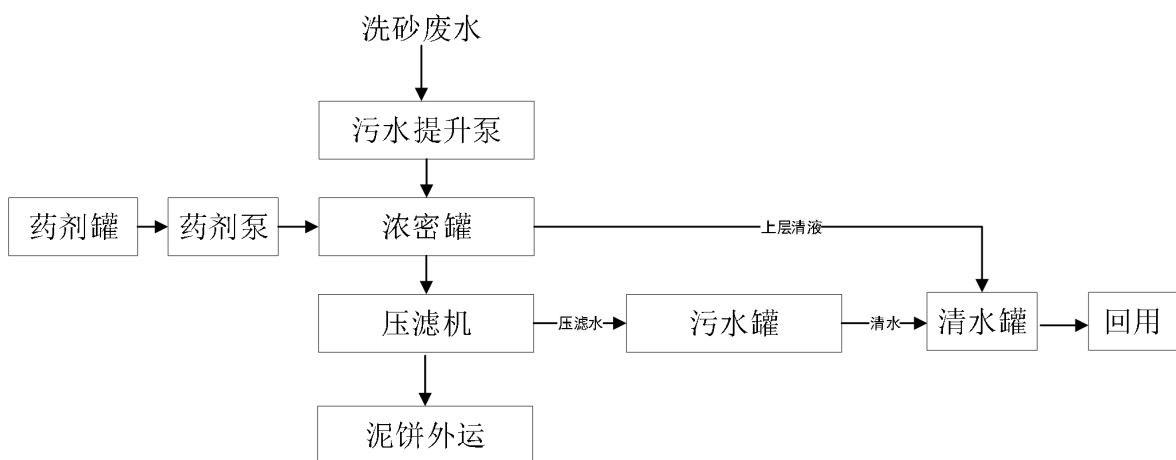 洗砂废水
污水提升泵
药剂罐
药剂泵
浓密罐
上层清液
压滤机
压滤水
污水罐
清水
清水罐
回用
泥饼外运